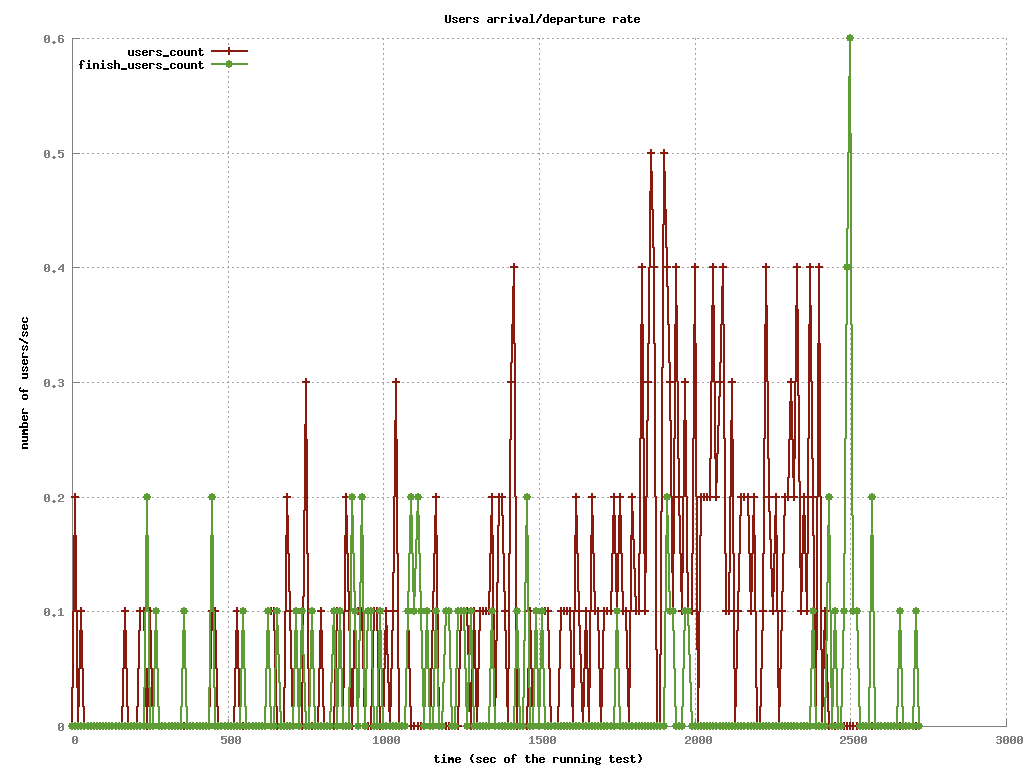 Users arrival/departure rate
users_count
finish_users_count
0.6
0.5
0.4
0.3
0.2
0.1
0
number of users/sec
0 500 1000 1500 2000 2500 3000
time (sec of the running test)